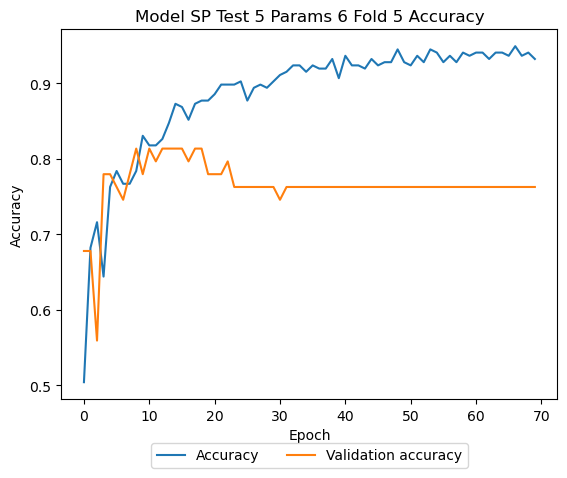 Model SP Test 5 Params 6 Fold 5 Accuracy
Accuracy
0.9
0.8
0.7
0.6
0.5
0 10 20 30 40 50 60 70
Epoch
Accuracy Validation accuracy